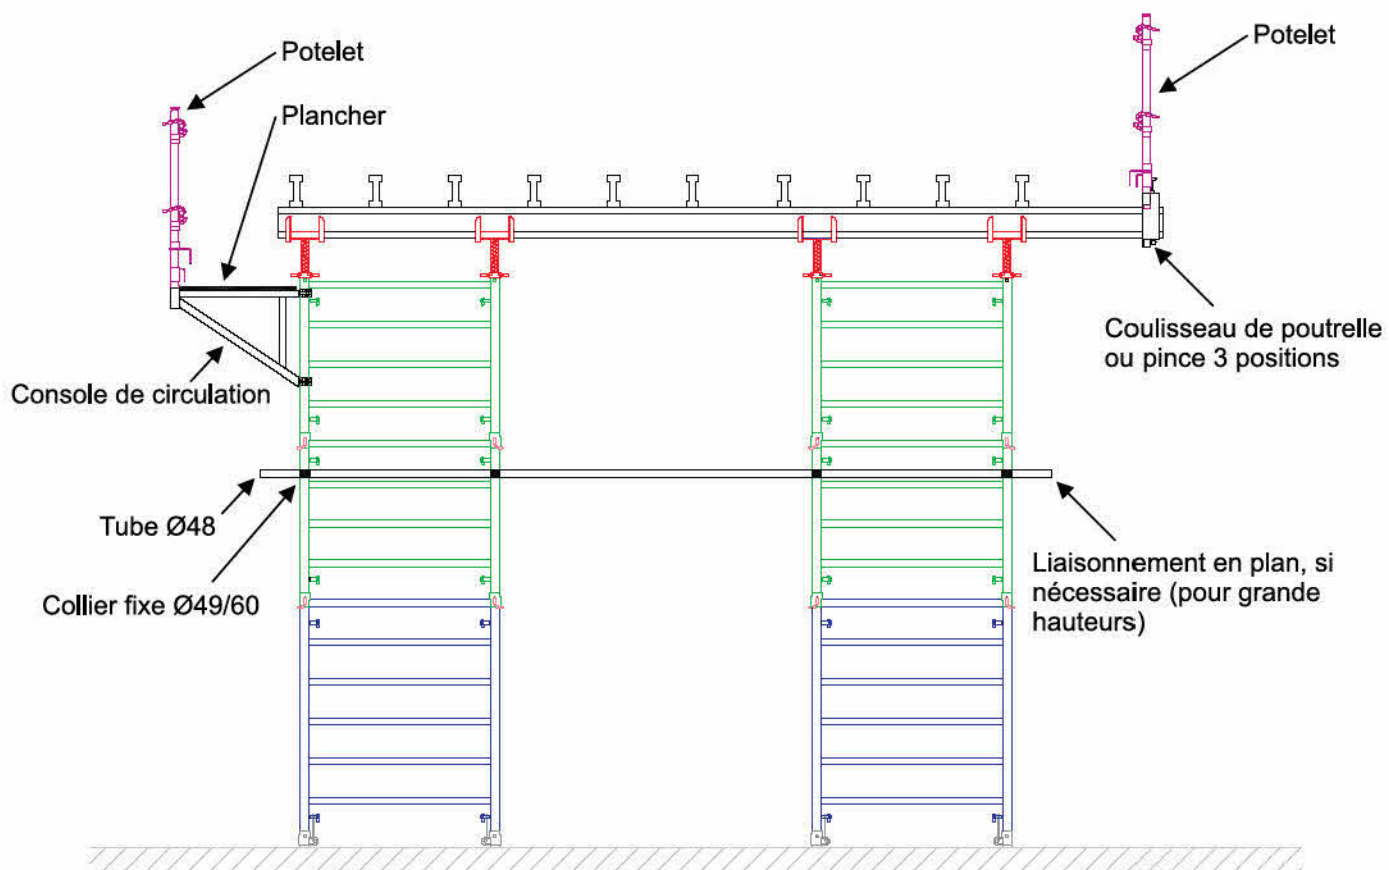 Potelet
Potelet
Plancher
Coulisseau de poutrelle
ou pince 3 positions
Console de circulation
Tube Ø48
Liaisonnement en plan, si
nécessaire (pour grande
hauteurs)
Collier fixe Ø49/60